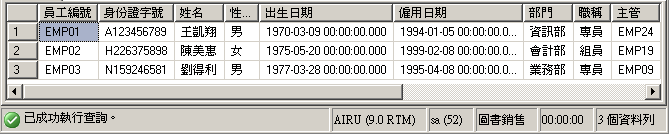 員工編號 身份證字號 姓名 性... 出生日期 僱用日期 部門 職稱 主管
1 EMP01 A123456789 王凱翔 男 1970-03-09 00:00:00.000 1994-01-05 00:00:00.0... 資訊部 專員 EMP24
2 EMP02 H226375898 陳美惠 女 1975-05-20 00:00:00.000 1999-02-08 00:00:00.0... 會計部 組員 EMP19
3 EMP03 N159246581 劉得利 男 1977-03-28 00:00:00.000 1995-04-08 00:00:00.0... 業務部 專員 EMP09
已成功執行查詢。 AIRU (9.0 RTM) sa (52) 圖書銷售 00:00:00 3 個資料列